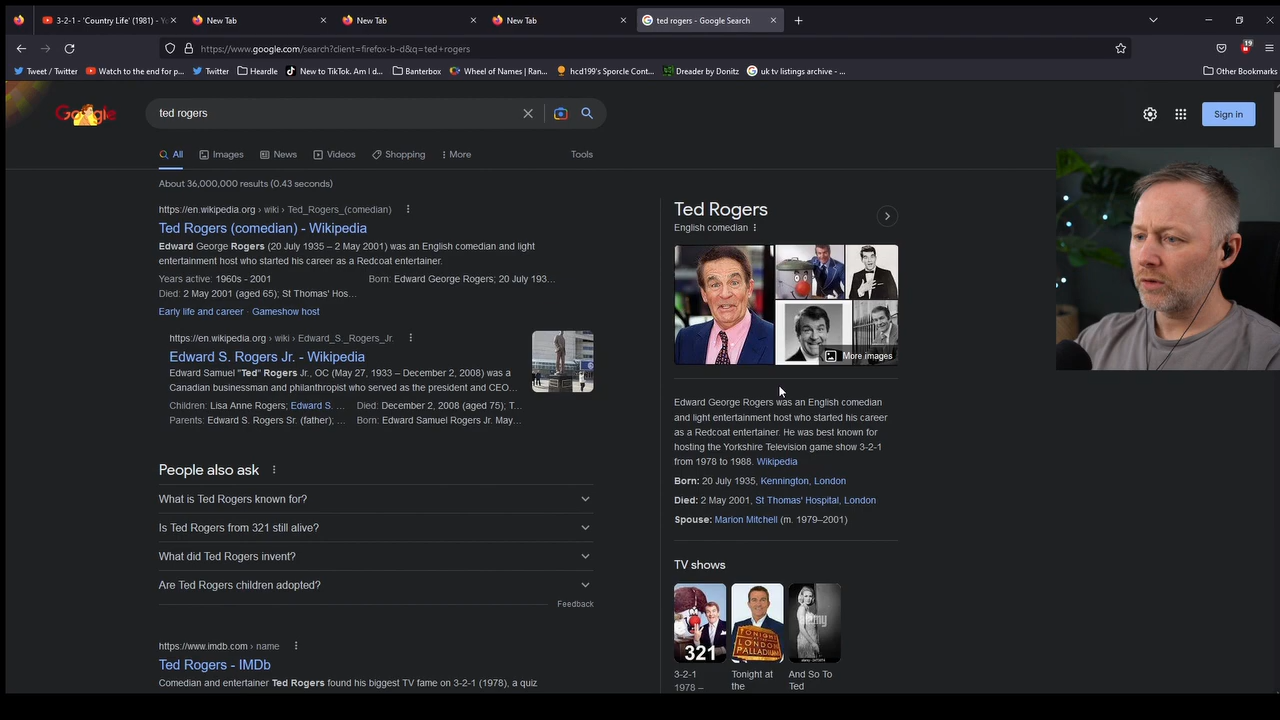 3-2-1 - 'Country Life' (1981) - Y
New Tab
New Tab
New Tab
ted rogers - Google Search
https://www.google.com/search?client=firefox-b-d&q=ted+rogers
19
Tweet / Twitter
Watch to the end for p...
Twitter
Heardle
New to TikTok. Am I d...
Banterbox
Wheel of Names | Ran...
hcd199's Sporcle Cont...
Dreader by Donitz
uk tv listings archive - ...
Other Bookmarks
ted rogers
Sign in
All
Images
News
Videos
Shopping
More
Tools
About 36,000,000 results (0.43 seconds)
https://en.wikipedia.org › wiki › Ted_Rogers_(comedian)
Ted Rogers (comedian) - Wikipedia
Edward George Rogers (20 July 1935 – 2 May 2001) was an English comedian and light
entertainment host who started his career as a Redcoat entertainer.
Years active: 1960s - 2001
Born: Edward George Rogers; 20 July 193...
Died: 2 May 2001 (aged 65); St Thomas' Hos...
Early life and career · Gameshow host
https://en.wikipedia.org › wiki › Edward_S._Rogers_Jr.
Edward S. Rogers Jr. - Wikipedia
Edward Samuel "Ted" Rogers Jr., OC (May 27, 1933 – December 2, 2008) was a
Canadian businessman and philanthropist who served as the president and CEO...
Children: Lisa Anne Rogers; Edward S. ...
Died: December 2, 2008 (aged 75); T...
Parents: Edward S. Rogers Sr. (father); ...
Born: Edward Samuel Rogers Jr. May...
People also ask
What is Ted Rogers known for?
Is Ted Rogers from 321 still alive?
What did Ted Rogers invent?
Are Ted Rogers children adopted?
Feedback
https://www.imdb.com › name
Ted Rogers - IMDb
Comedian and entertainer Ted Rogers found his biggest TV fame on 3-2-1 (1978), a quiz
Ted Rogers
English comedian
More images
Edward George Rogers was an English comedian
and light entertainment host who started his career
as a Redcoat entertainer. He was best known for
hosting the Yorkshire Television game show 3-2-1
from 1978 to 1988. Wikipedia
Born: 20 July 1935, Kennington, London
Died: 2 May 2001, St Thomas' Hospital, London
Spouse: Marion Mitchell (m. 1979–2001)
TV shows
321
TONIGHT
AT THE
LONDON
PALLADIUM
alamy
3-2-1
1978 –
Tonight at
the
And So To
Ted